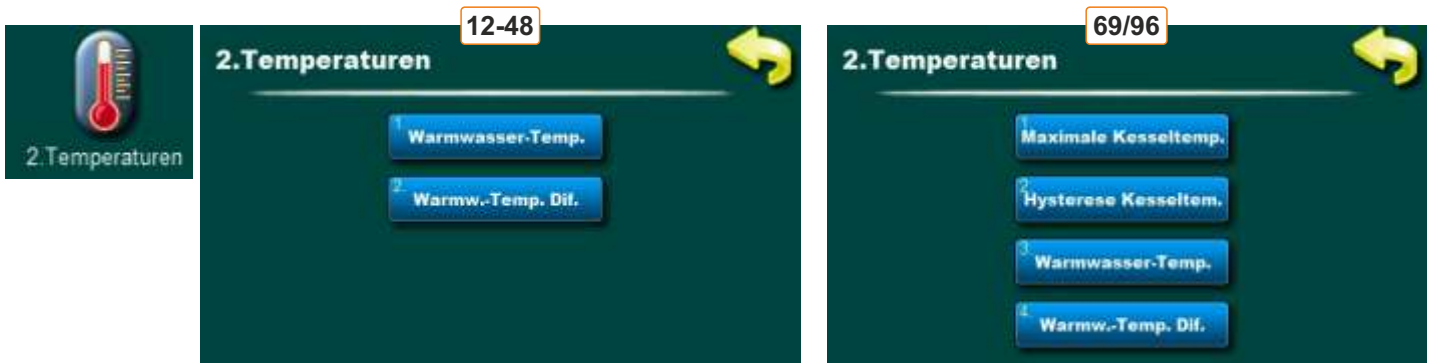 2.Temperaturen
12-48
2.Temperaturen
1. Warmwasser-Temp.
2. Warmw.-Temp. Dif.
69/96
2.Temperaturen
1. Maximale Kesseltemp.
2. Hysterese Kesseltem.
3. Warmwasser-Temp.
4. Warmw.-Temp. Dif.